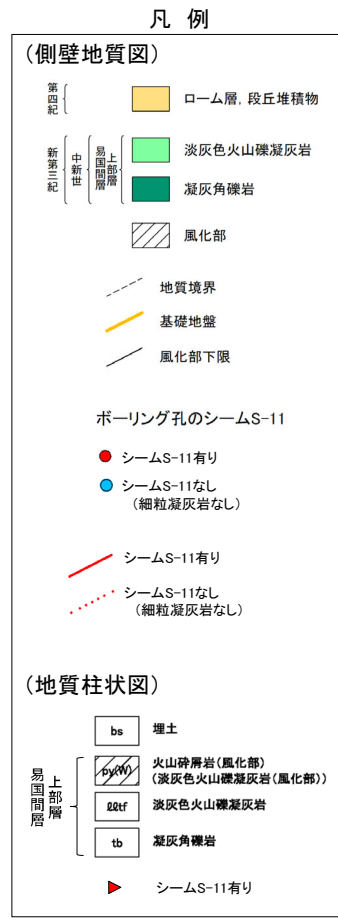 凡 例
(側壁地質図)
第四紀
ローム層, 段丘堆積物
新第三紀
中新世
易国間層
上部層
淡灰色火山礫凝灰岩
凝灰角礫岩
風化部
地質境界
基礎地盤
風化部下限
ボーリング孔のシームS-11
シームS-11有り
シームS-11なし
(細粒凝灰岩なし)
シームS-11有り
シームS-11なし
(細粒凝灰岩なし)
(地質柱状図)
bs 埋土
易国間層
上部層
py(W) 火山砕屑岩(風化部)
(淡灰色火山礫凝灰岩(風化部))
ℓℓtf 淡灰色火山礫凝灰岩
tb 凝灰角礫岩
シームS-11有り